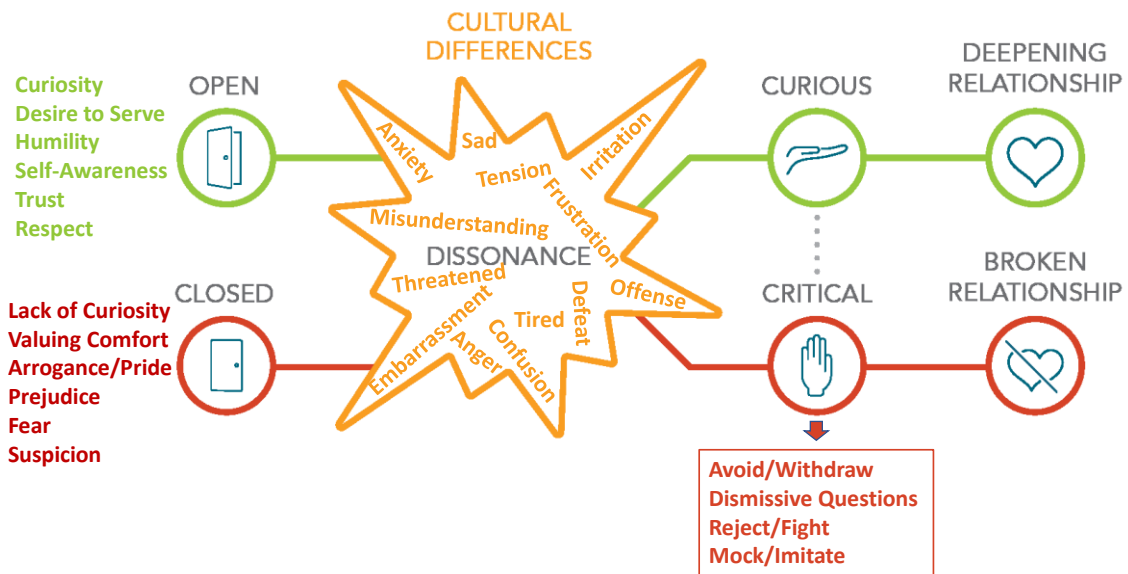 CULTURAL
DIFFERENCES
OPEN
Curiosity
Desire to Serve
Humility
Self-Awareness
Trust
Respect
CURIOUS
DEEPENING
RELATIONSHIP
Anxiety
Sad
Tension
Irritation
Frustration
Misunderstanding
DISSONANCE
Threatened
Offense
Defeat
Tired
Confusion
Anger
Embarrassment
CLOSED
Lack of Curiosity
Valuing Comfort
Arrogance/Pride
Prejudice
Fear
Suspicion
CRITICAL
BROKEN
RELATIONSHIP
Avoid/Withdraw
Dismissive Questions
Reject/Fight
Mock/Imitate